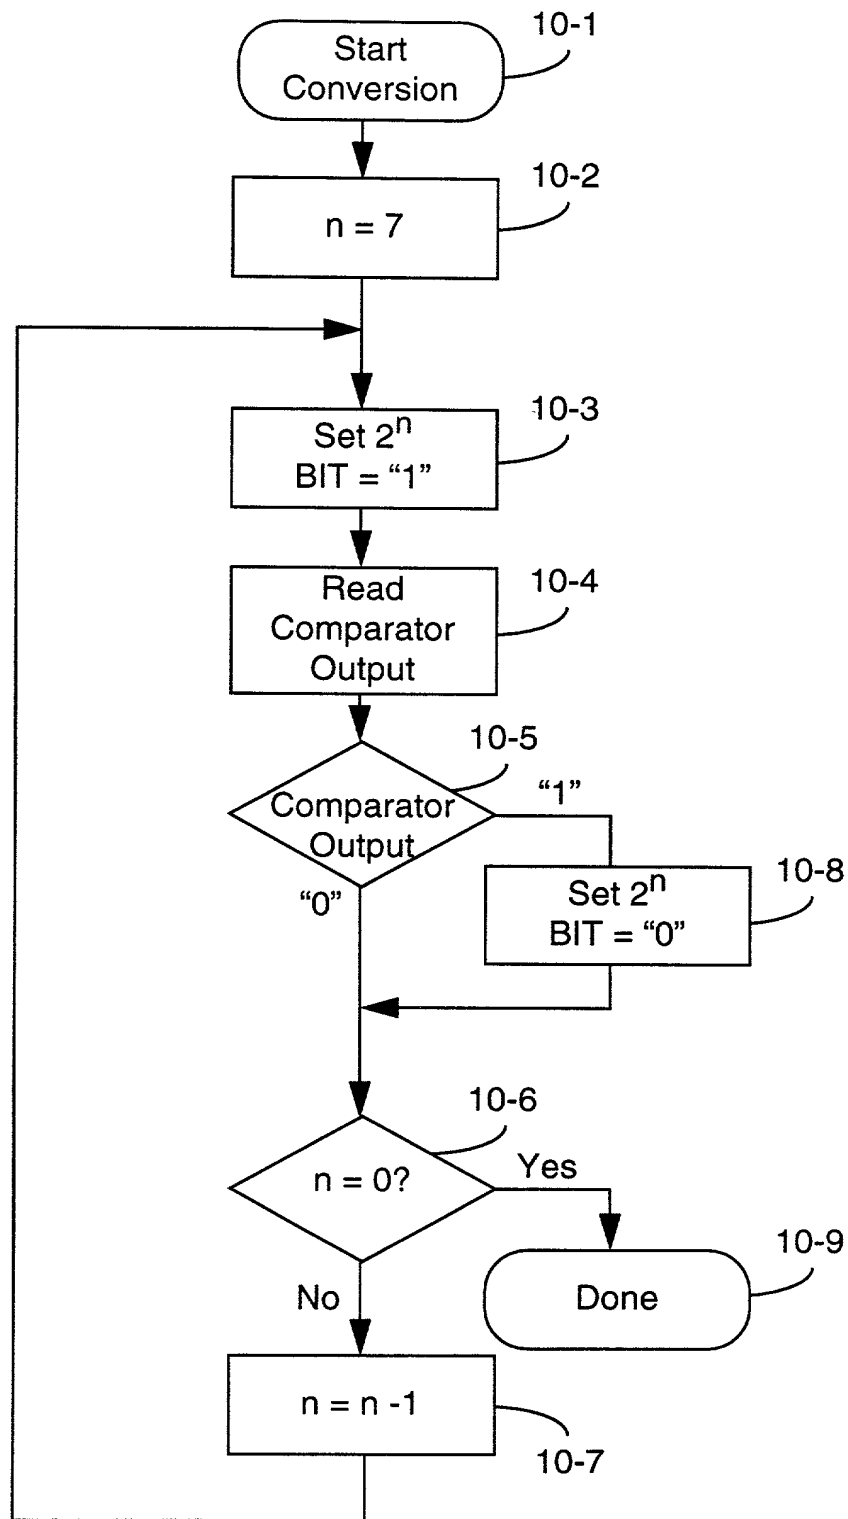 10-1
Start
Conversion
10-2
n = 7
10-3
Set 2ⁿ
BIT = “1”
10-4
Read
Comparator
Output
10-5
Comparator
Output
“1”
“0”
10-8
Set 2ⁿ
BIT = “0”
10-6
n = 0?
Yes
10-9
Done
No
n = n -1
10-7